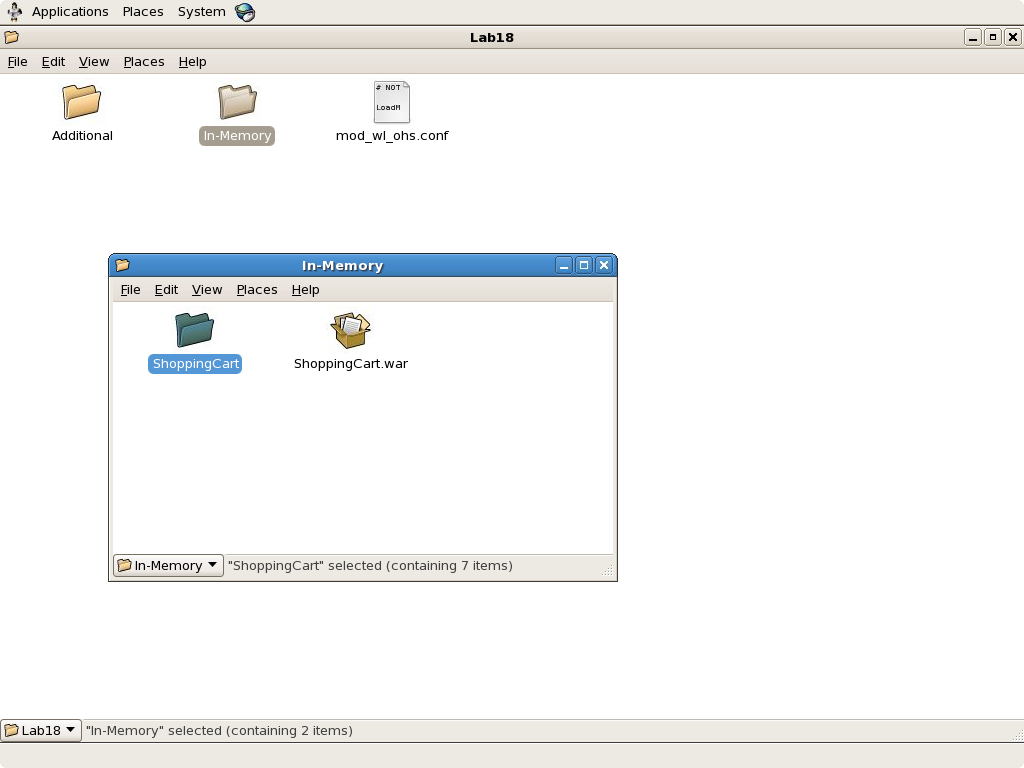 Applications Places System
Lab18
File Edit View Places Help
# NOT
LoadM
Additional In-Memory mod_wl_ohs.conf
In-Memory
File Edit View Places Help
ShoppingCart ShoppingCart.war
In-Memory "ShoppingCart" selected (containing 7 items)
Lab18 "In-Memory" selected (containing 2 items)